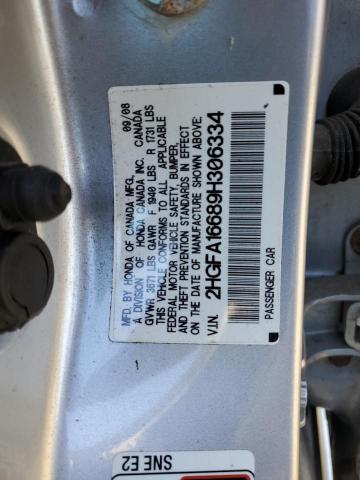 MFD. BY HONDA OF CANADA MFG. 09/08
A DIVISION OF HONDA CANADA INC. CANADA
GVWR 3671 LBS GAWR F 1940 LBS R 1731 LBS
THIS VEHICLE CONFORMS TO ALL APPLICABLE
FEDERAL MOTOR VEHICLE SAFETY, BUMPER,
AND THEFT PREVENTION STANDARDS IN EFFECT
ON THE DATE OF MANUFACTURE SHOWN ABOVE.
V.I.N. 2HGFA16689H306334
PASSENGER CAR
SNE E2